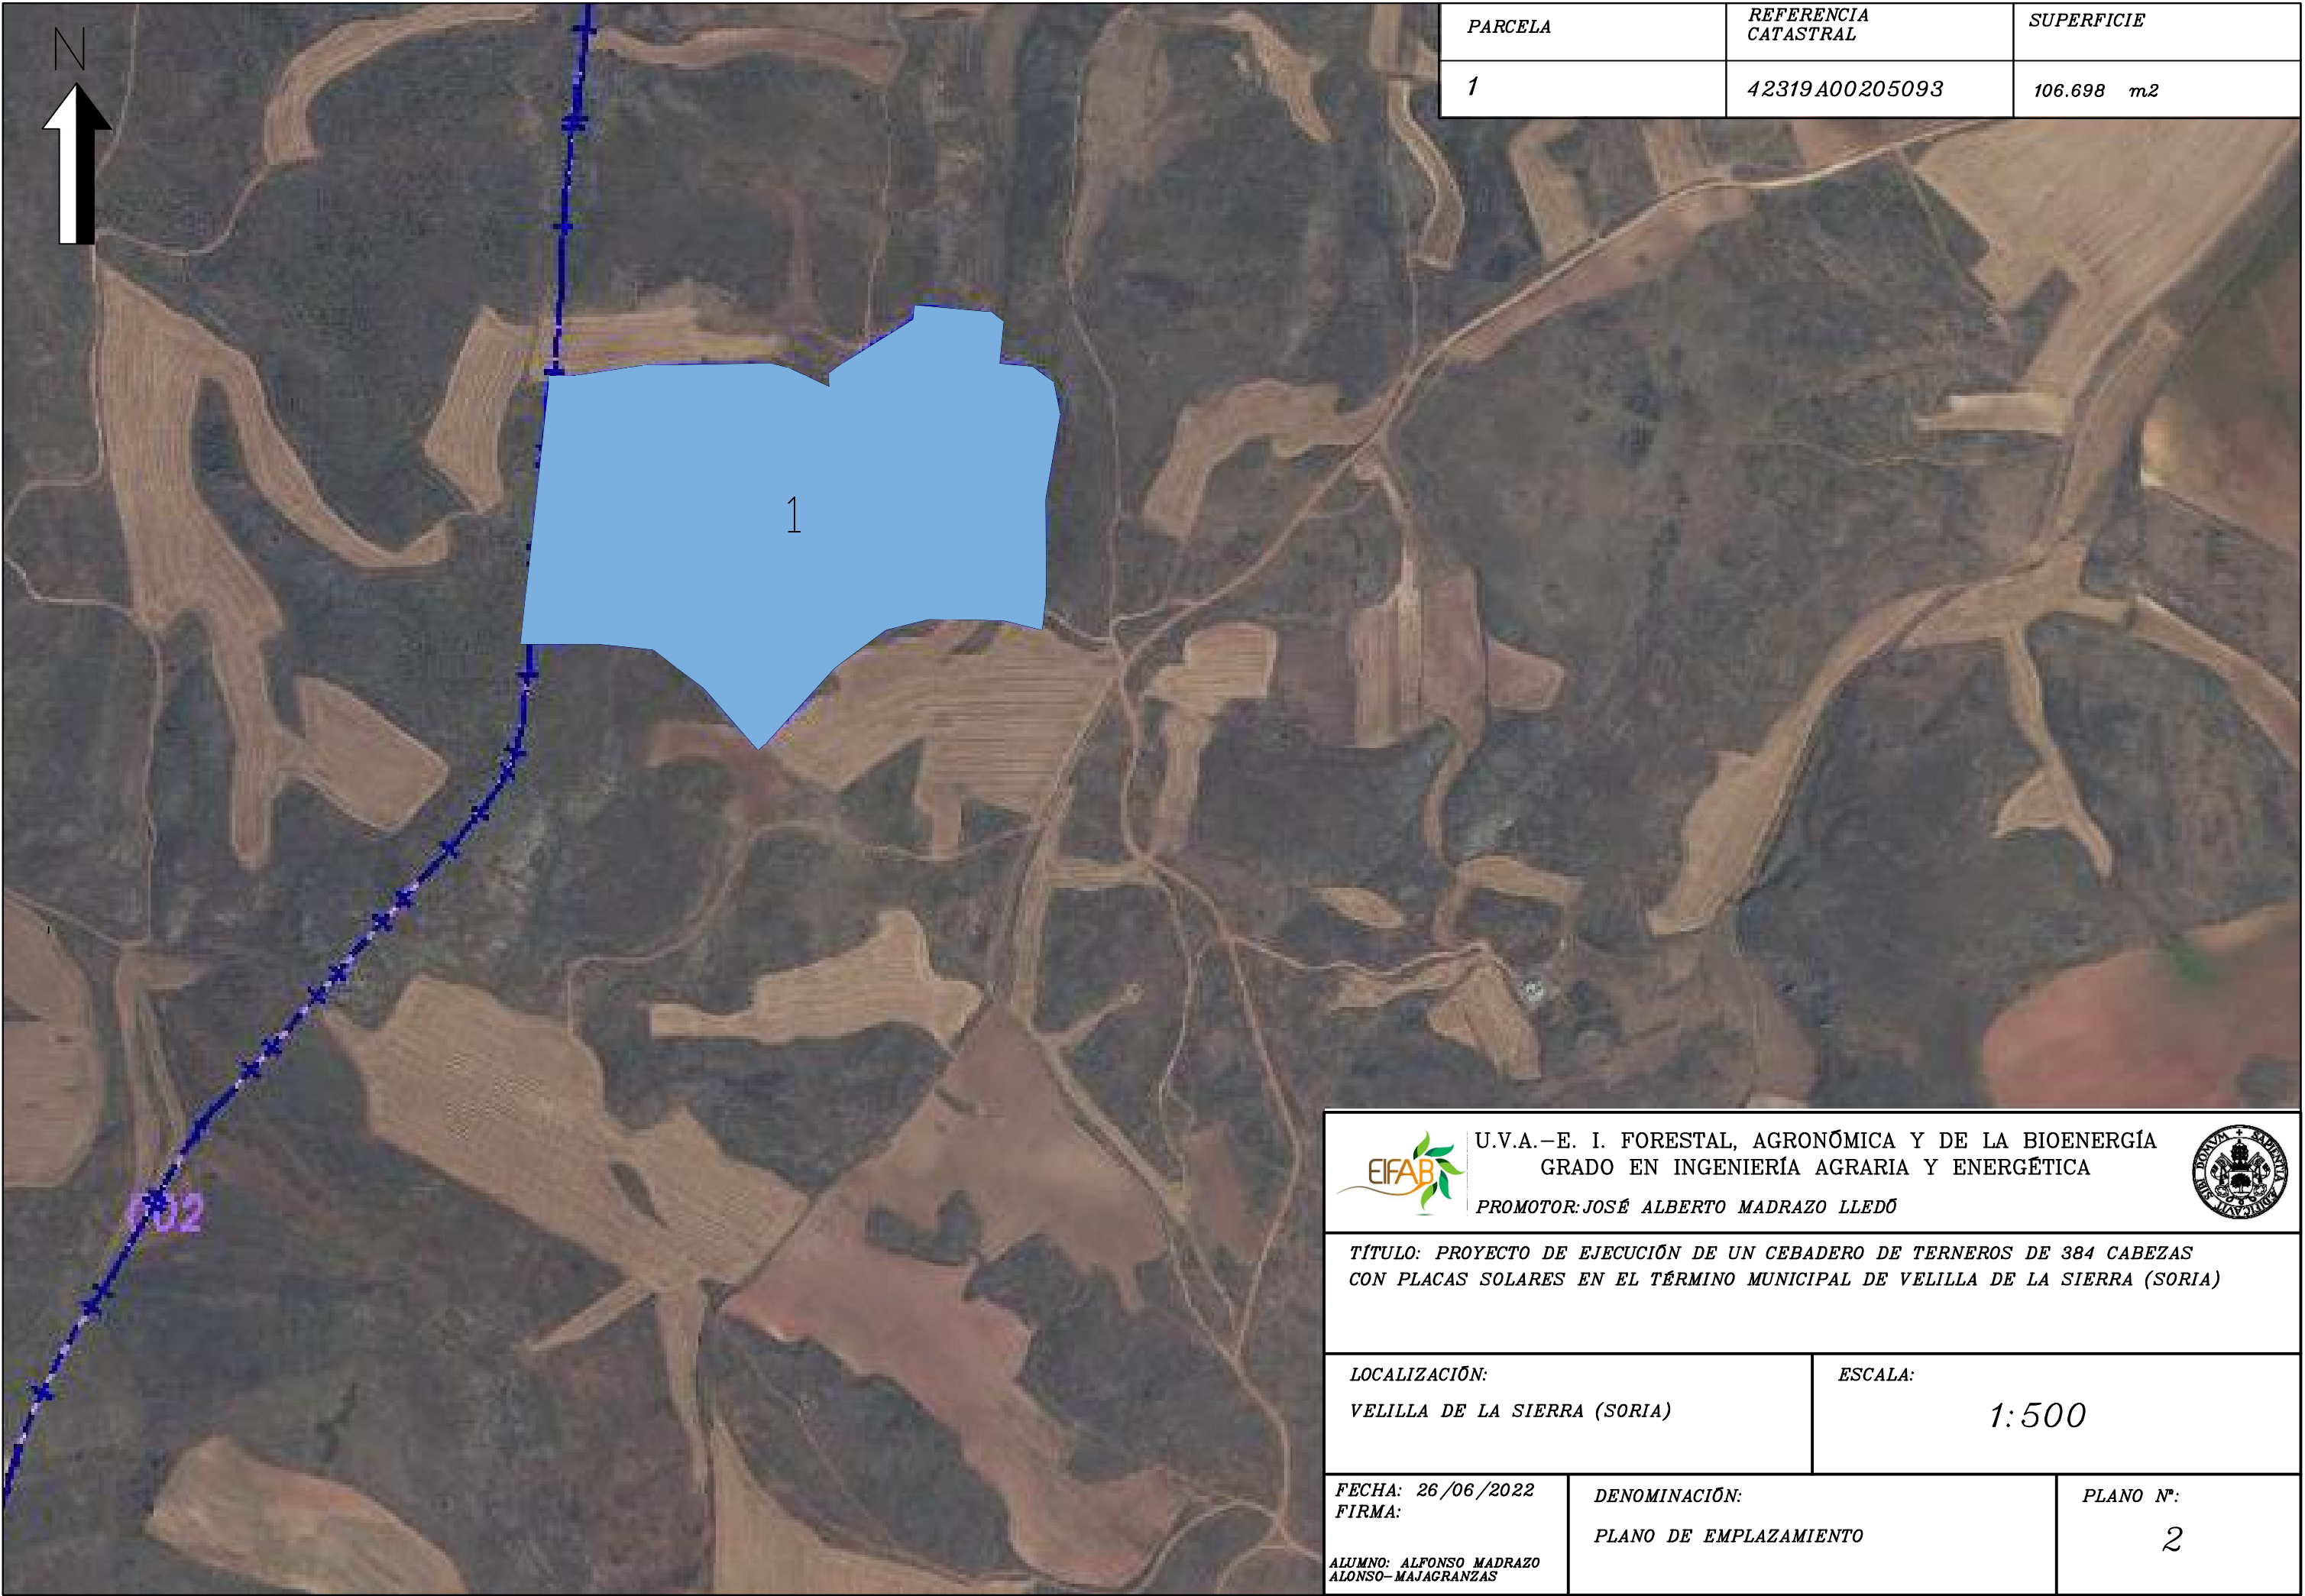 N
PARCELA
REFERENCIA
CATASTRAL
SUPERFICIE
1
42319A00205093
106.698 m2
1
U.V.A.-E. I. FORESTAL, AGRONÓMICA Y DE LA BIOENERGÍA
GRADO EN INGENIERÍA AGRARIA Y ENERGÉTICA
PROMOTOR: JOSÉ ALBERTO MADRAZO LLEDÓ
EIFAB
SIBI DOMVM SAPIENTIA ÆDIFICAVIT
TÍTULO: PROYECTO DE EJECUCIÓN DE UN CEBADERO DE TERNEROS DE 384 CABEZAS
CON PLACAS SOLARES EN EL TÉRMINO MUNICIPAL DE VELILLA DE LA SIERRA (SORIA)
LOCALIZACIÓN:
VELILLA DE LA SIERRA (SORIA)
ESCALA:
1:500
FECHA: 26/06/2022
FIRMA:
ALUMNO: ALFONSO MADRAZO
ALONSO-MAJAGRANZAS
DENOMINACIÓN:
PLANO DE EMPLAZAMIENTO
PLANO Nº:
2